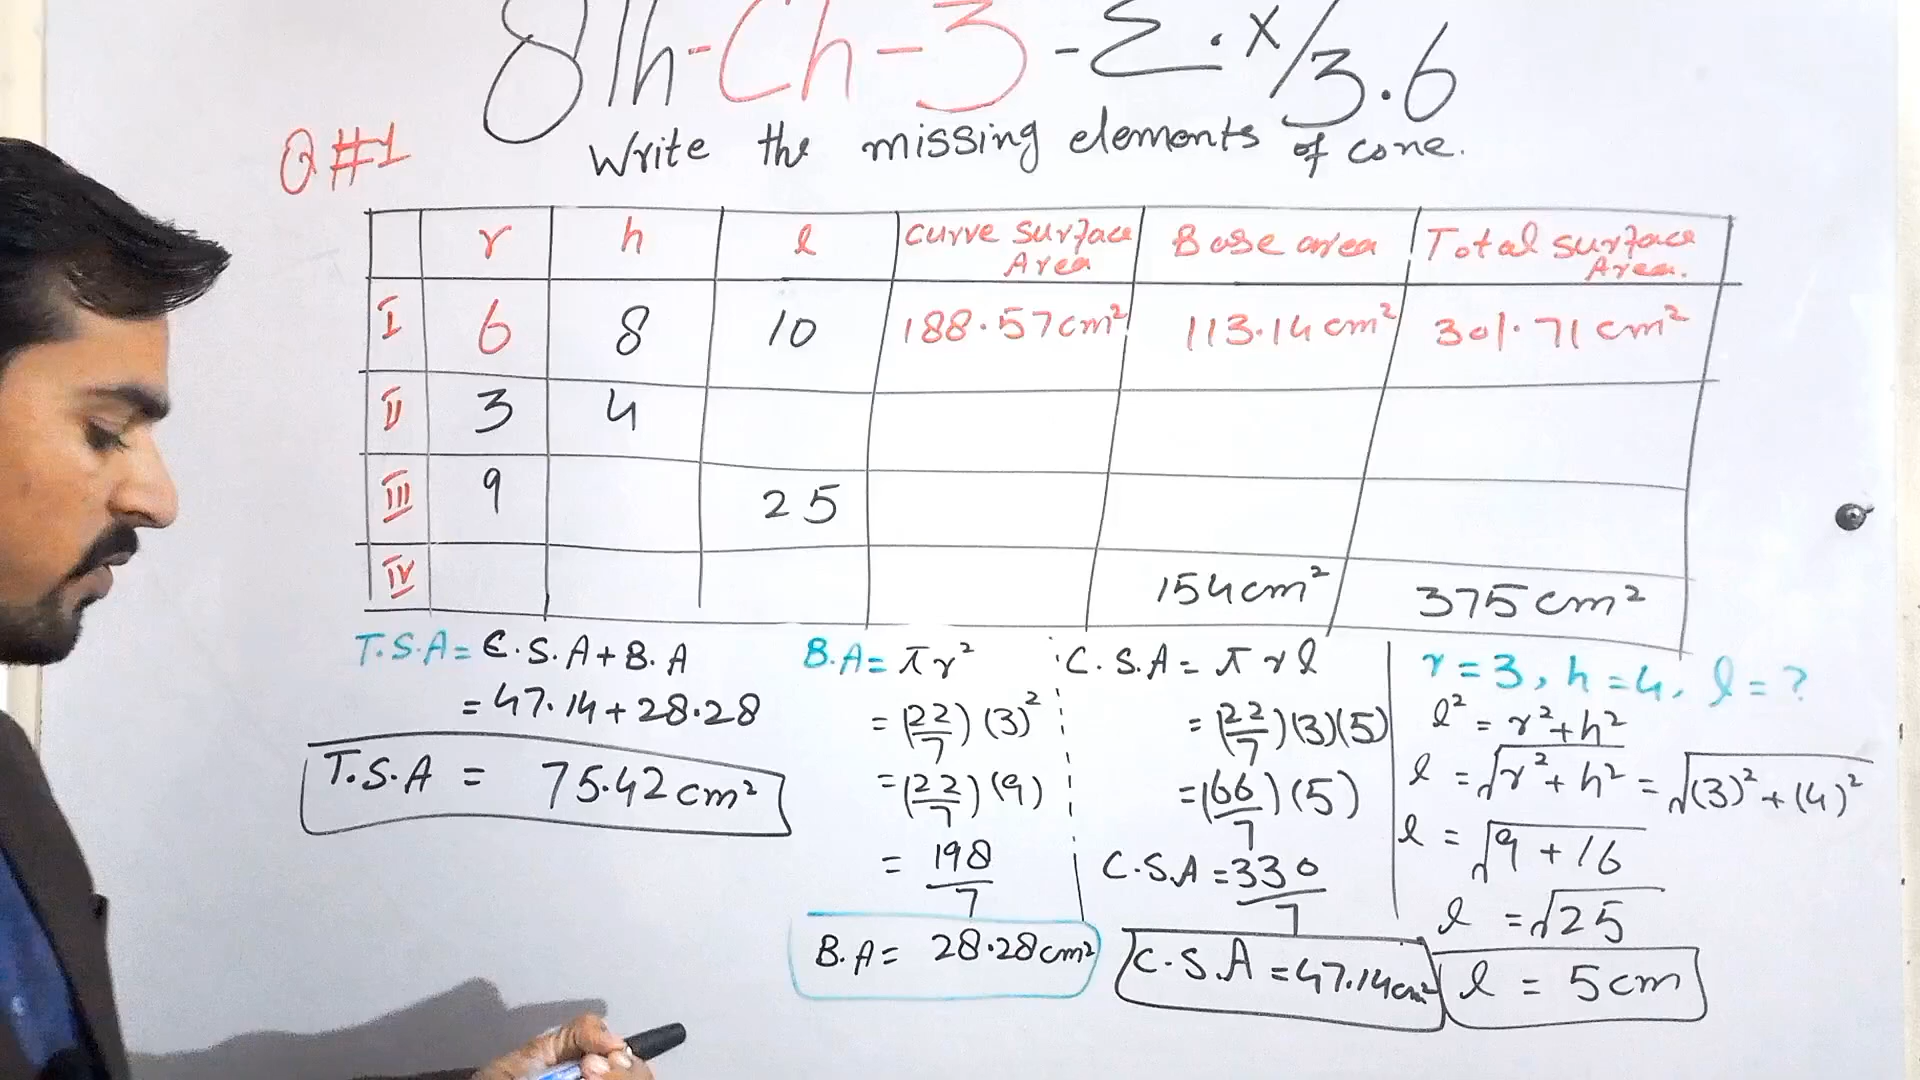 8Th-Ch-3-Ex/3.6
Q#1
Write the missing elements of cone.
r h l Curve Surface Area Base area Total Surface Area.
I 6 8 10 188.57cm² 113.14cm² 301.71cm²
II 3 4
III 9 25
IV 154cm² 375cm²
T.S.A = C.S.A + B.A
= 47.14 + 28.28
T.S.A = 75.42cm²
B.A = πr²
= (22/7)(3)²
= (22/7)(9)
= 198/7
B.A = 28.28cm²
C.S.A = πrl
= (22/7)(3)(5)
= (66/7)(5)
C.S.A = 330/7
C.S.A = 47.14cm²
r=3, h=4, l=?
l² = r²+h²
l = √r²+h² = √(3)²+(4)²
l = √9+16
l = √25
l = 5cm